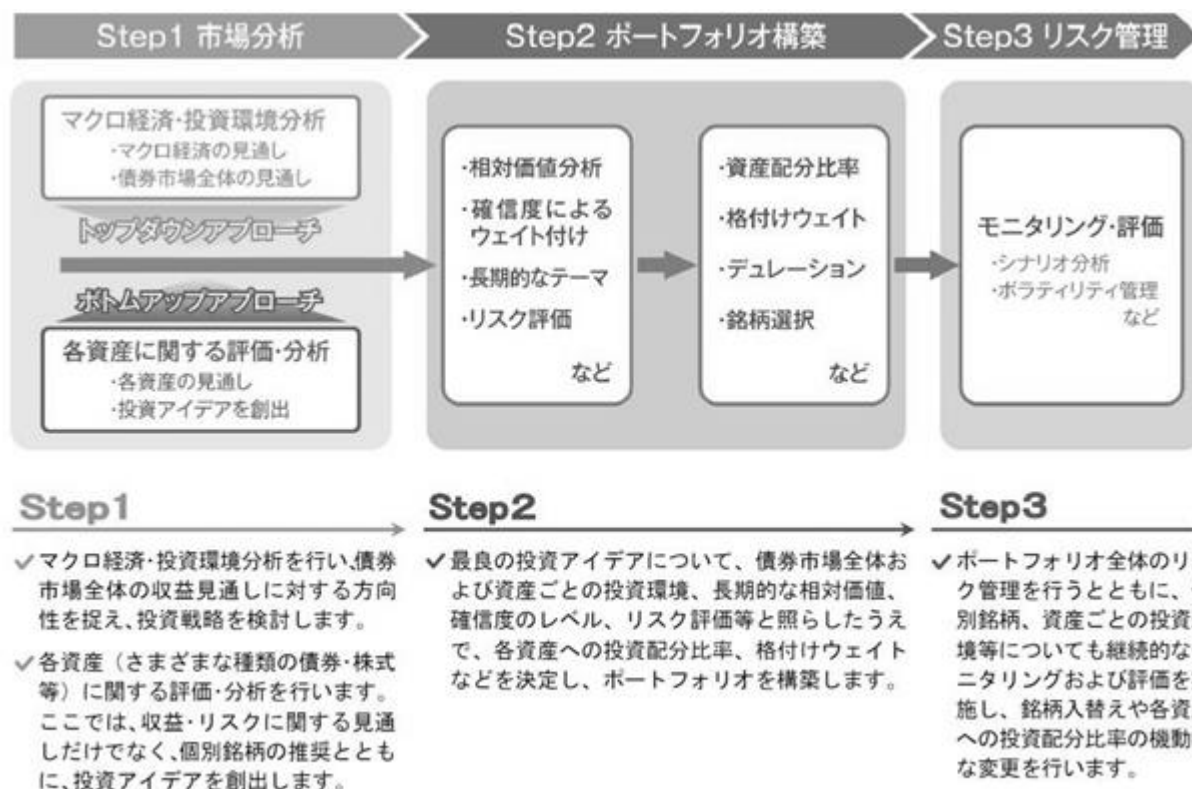 Step1 市場分析
Step2 ポートフォリオ構築
Step3 リスク管理
マクロ経済・投資環境分析
・マクロ経済の見通し
・債券市場全体の見通し
トップダウンアプローチ
ボトムアップアプローチ
各資産に関する評価・分析
・各資産の見通し
・投資アイデアを創出
・相対価値分析
・確信度による
ウェイト付け
・長期的なテーマ
・リスク評価
など
・資産配分比率
・格付けウェイト
・デュレーション
・銘柄選択
など
モニタリング・評価
・シナリオ分析
・ボラティリティ管理
など
Step1
✓マクロ経済・投資環境分析を行い、債券
市場全体の収益見通しに対する方向
性を捉え、投資戦略を検討します。
✓各資産（さまざまな種類の債券・株式
等）に関する評価・分析を行います。
ここでは、収益・リスクに関する見通
しだけでなく、個別銘柄の推奨ととも
に、投資アイデアを創出します。
Step2
✓最良の投資アイデアについて、債券市場全体お
よび資産ごとの投資環境、長期的な相対価値、
確信度のレベル、リスク評価等と照らしたうえ
で、各資産への投資配分比率、格付けウェイト
などを決定し、ポートフォリオを構築します。
Step3
✓ポートフォリオ全体のリ
ク管理を行うとともに、
別銘柄、資産ごとの投資
境等についても継続的な
ニタリングおよび評価を
施し、銘柄入替えや各資
への投資配分比率の機動
な変更を行います。